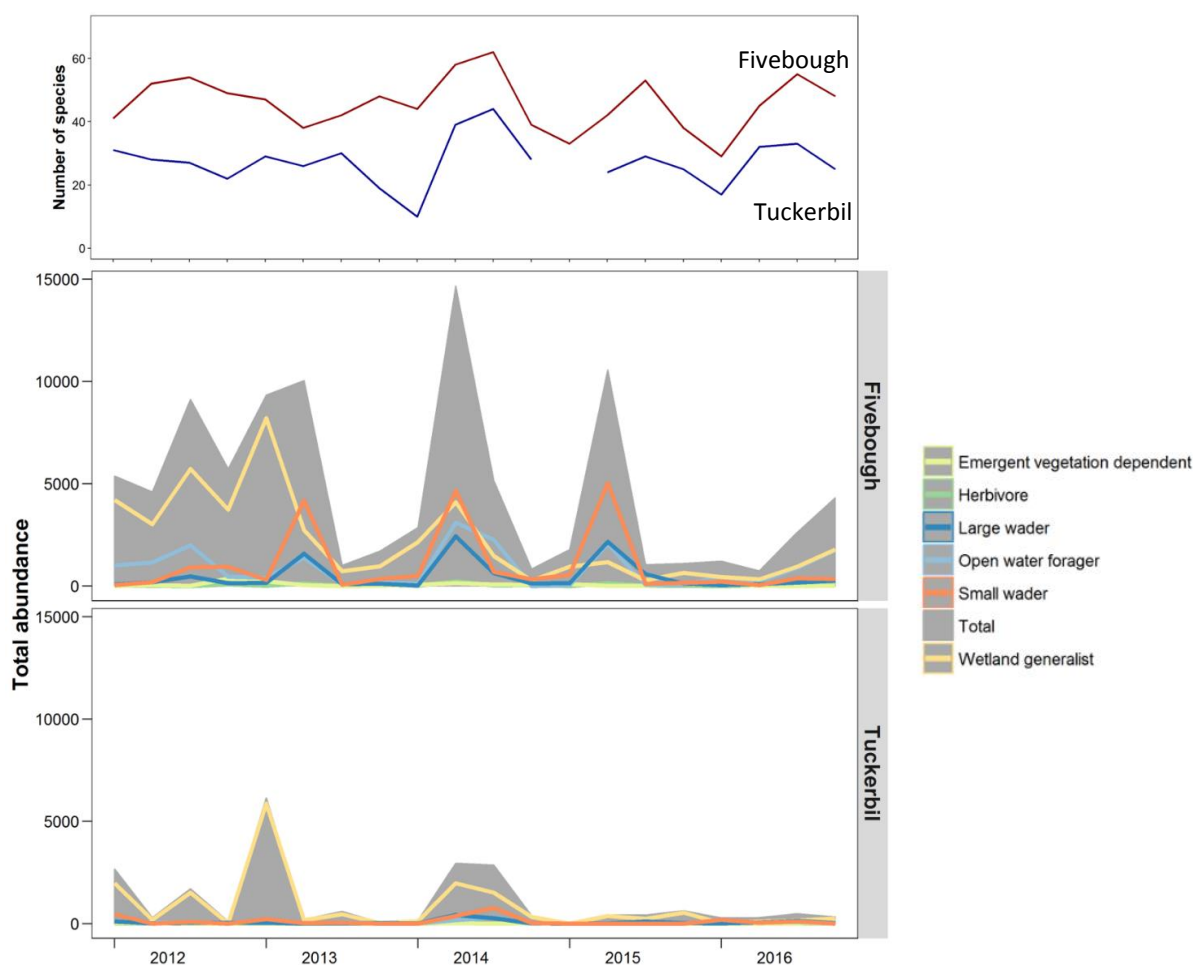 Number of species
60
40
20
0
Fivebough
Tuckerbil
Total abundance
15000
10000
5000
0
Fivebough
15000
10000
5000
0
Tuckerbil
2012
2013
2014
2015
2016
Emergent vegetation dependent
Herbivore
Large wader
Open water forager
Small wader
Total
Wetland generalist